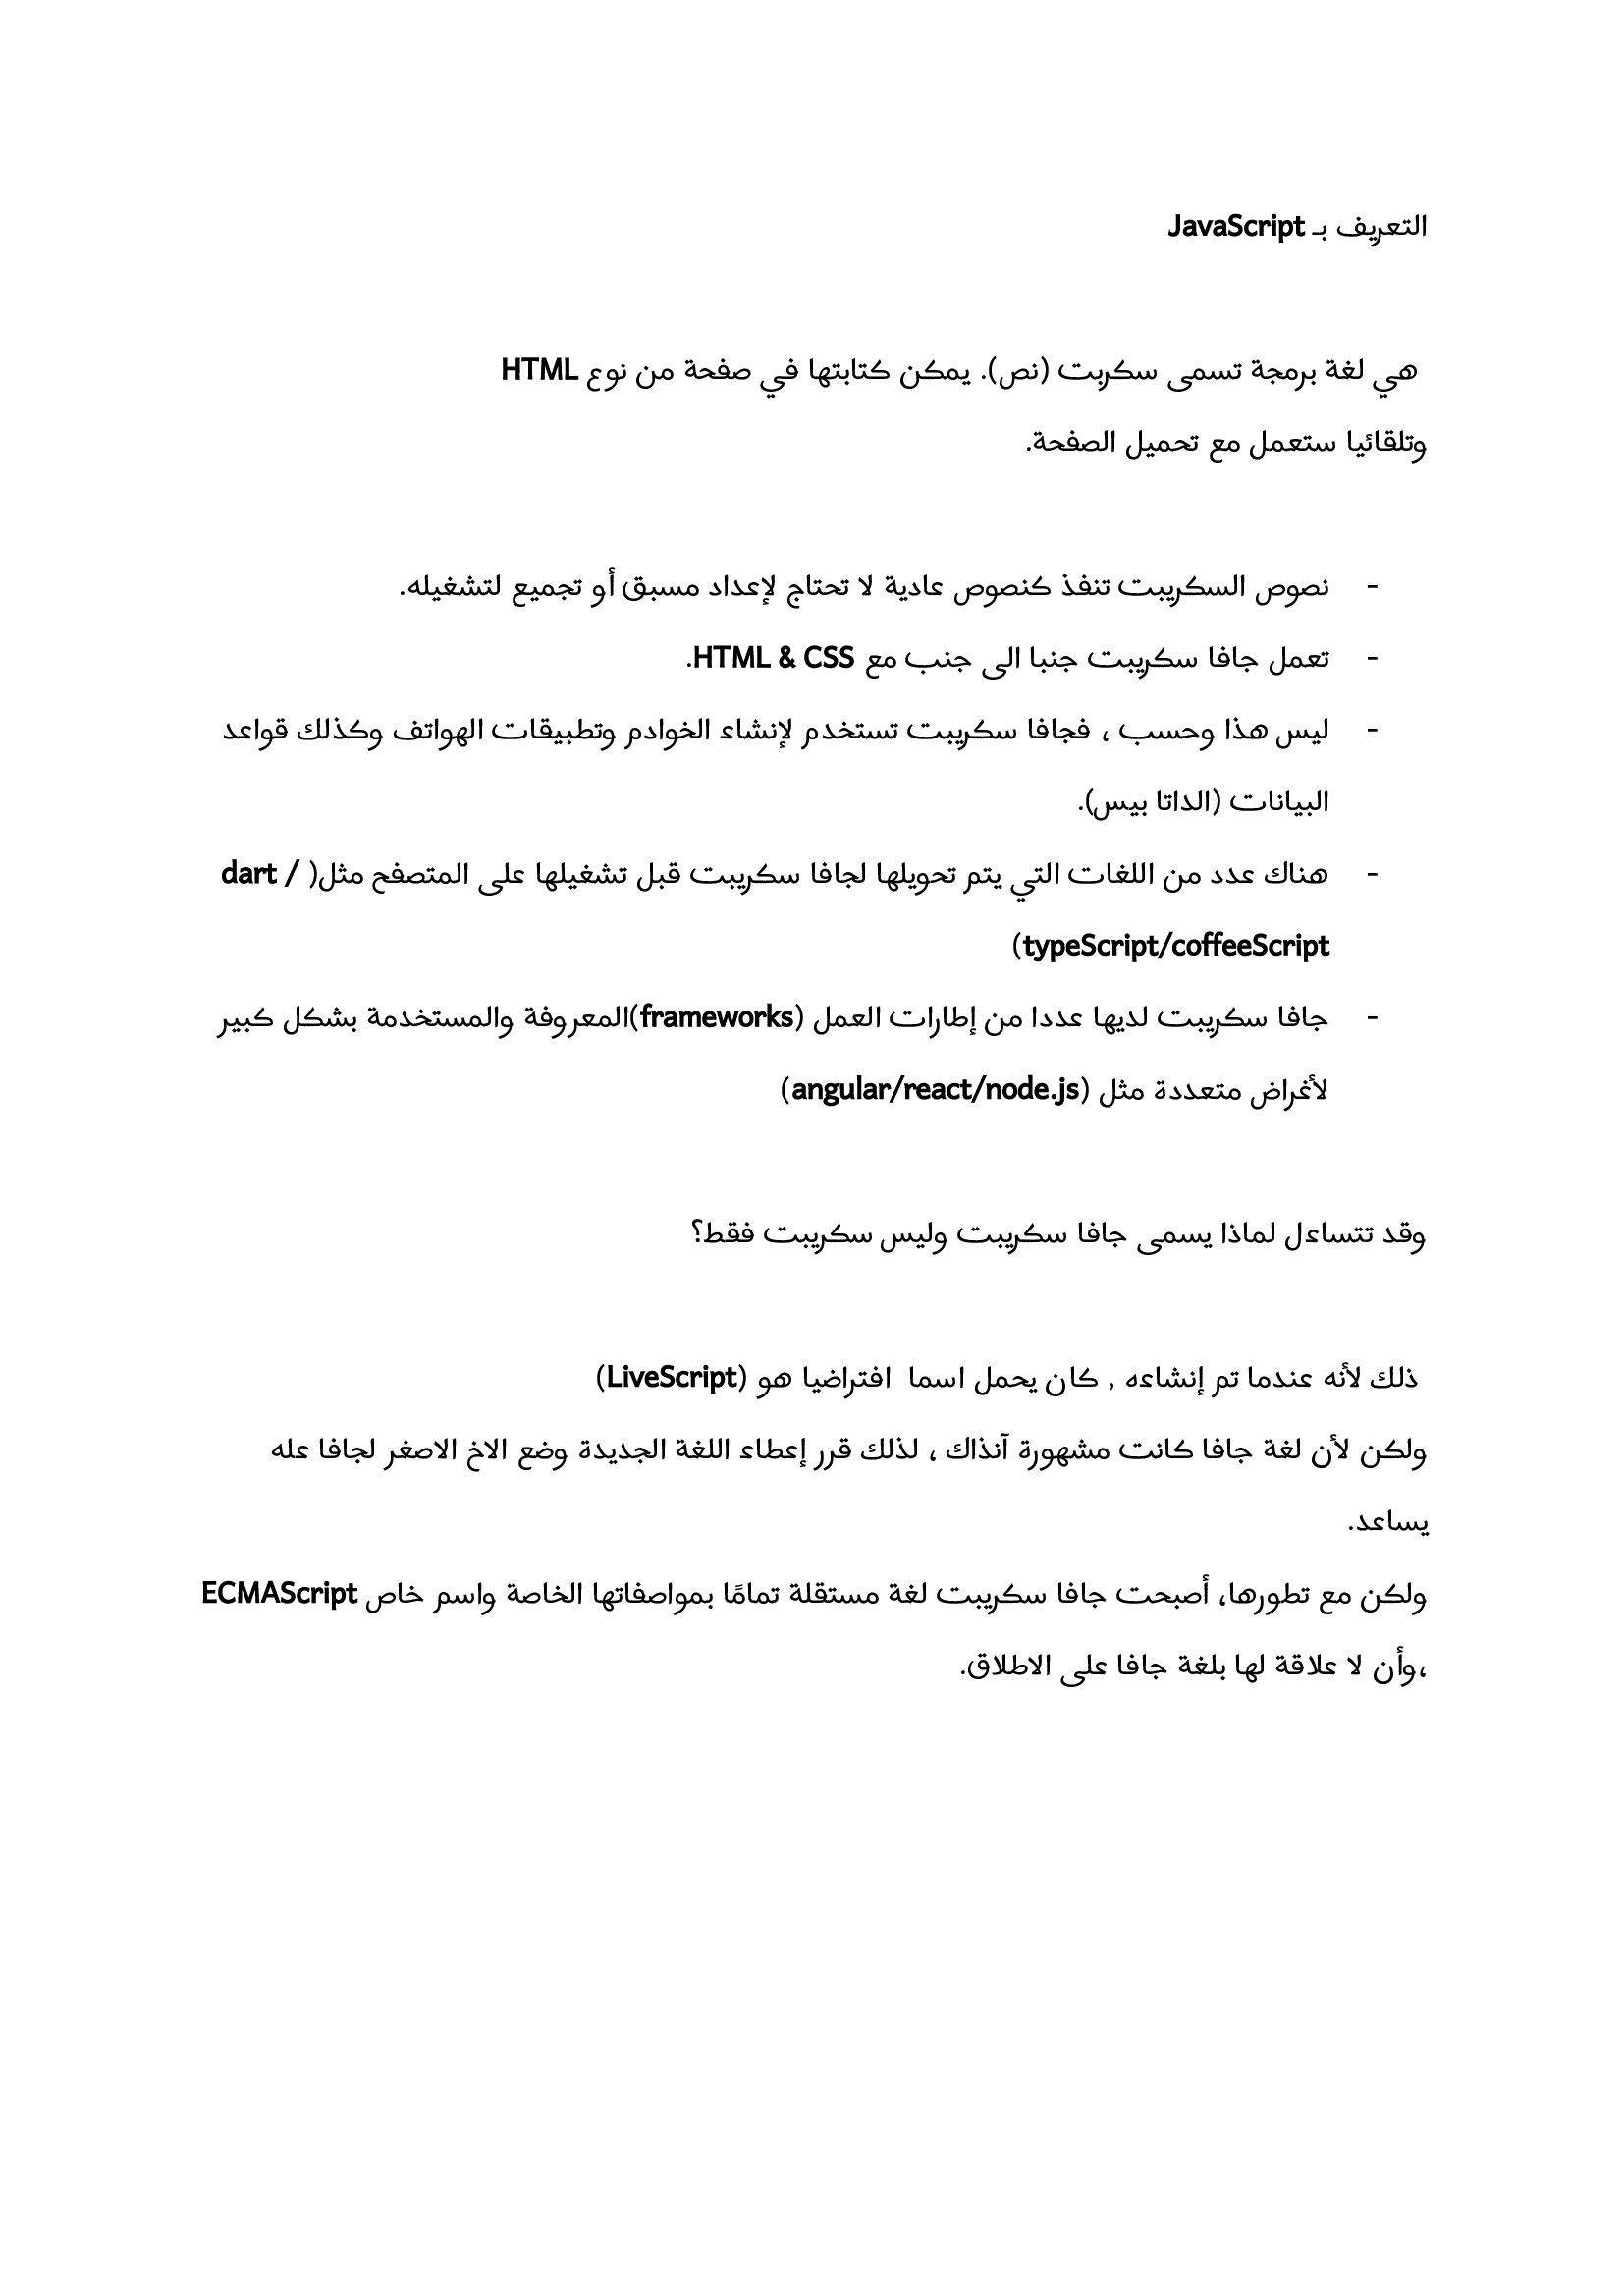 التعريف بـ JavaScript
هي لغة برمجة تسمى سكربت (نص). يمكن كتابتها في صفحة من نوع HTML
وتلقائيا ستعمل مع تحميل الصفحة.
- نصوص السكريبت تنفذ كنصوص عادية لا تحتاج لإعداد مسبق أو تجميع لتشغيله.
- تعمل جافا سكريبت جنبا الى جنب مع HTML & CSS.
- ليس هذا وحسب ، فجافا سكريبت تستخدم لإنشاء الخوادم وتطبيقات الهواتف وكذلك قواعد
البيانات (الداتا بيس).
- هناك عدد من اللغات التي يتم تحويلها لجافا سكريبت قبل تشغيلها على المتصفح مثل( dart /
typeScript/coffeeScript)
- جافا سكريبت لديها عددا من إطارات العمل (frameworks)المعروفة والمستخدمة بشكل كبير
لأغراض متعددة مثل (angular/react/node.js)
وقد تتساءل لماذا يسمى جافا سكريبت وليس سكريبت فقط؟
ذلك لأنه عندما تم إنشاءه , كان يحمل اسما افتراضيا هو (LiveScript)
ولكن لأن لغة جافا كانت مشهورة آنذاك ، لذلك قرر إعطاء اللغة الجديدة وضع الاخ الاصغر لجافا عله
يساعد.
ولكن مع تطورها، أصبحت جافا سكريبت لغة مستقلة تمامًا بمواصفاتها الخاصة واسم خاص ECMAScript
،وأن لا علاقة لها بلغة جافا على الاطلاق.